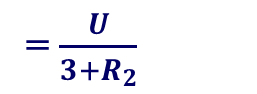 = U / 3+R₂